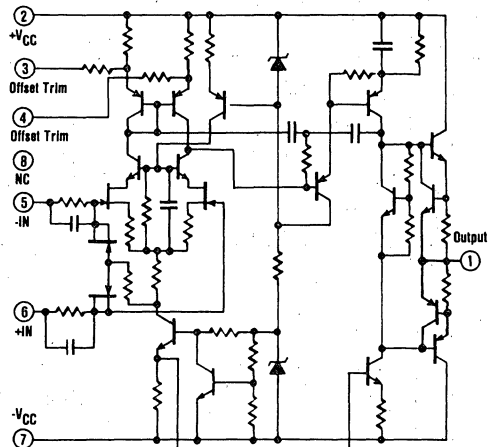 2
+VCC
3
Offset Trim
4
Offset Trim
8
NC
5
-IN
6
+IN
-VCC
7
Output
1